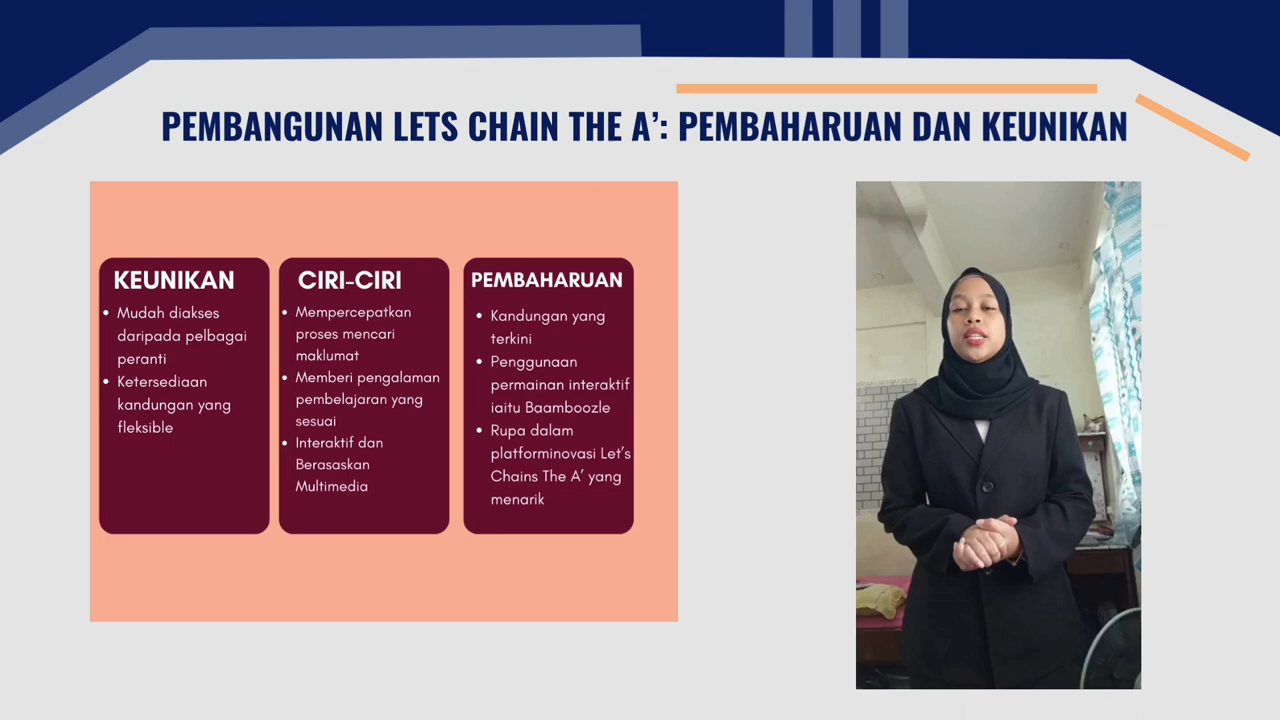 PEMBANGUNAN LETS CHAIN THE A’: PEMBAHARUAN DAN KEUNIKAN
KEUNIKAN
• Mudah diakses
daripada pelbagai
peranti
• Ketersediaan
kandungan yang
fleksible
CIRI-CIRI
• Mempercepatkan
proses mencari
maklumat
• Memberi pengalaman
pembelajaran yang
sesuai
• Interaktif dan
Berasaskan
Multimedia
PEMBAHARUAN
• Kandungan yang
terkini
• Penggunaan
permainan interaktif
iaitu Baamboozle
• Rupa dalam
platforminovasi Let’s
Chains The A’ yang
menarik